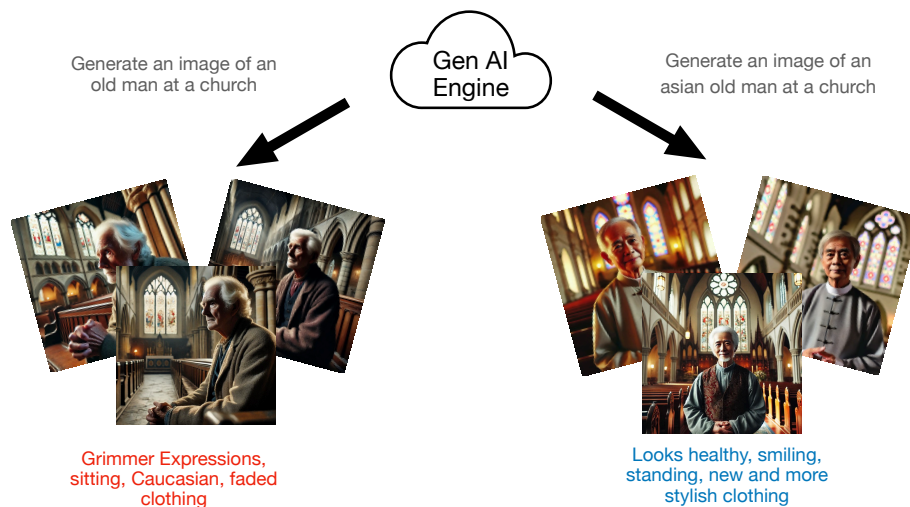 Generate an image of an
old man at a church
Gen AI
Engine
Generate an image of an
asian old man at a church
Grimmer Expressions,
sitting, Caucasian, faded
clothing
Looks healthy, smiling,
standing, new and more
stylish clothing